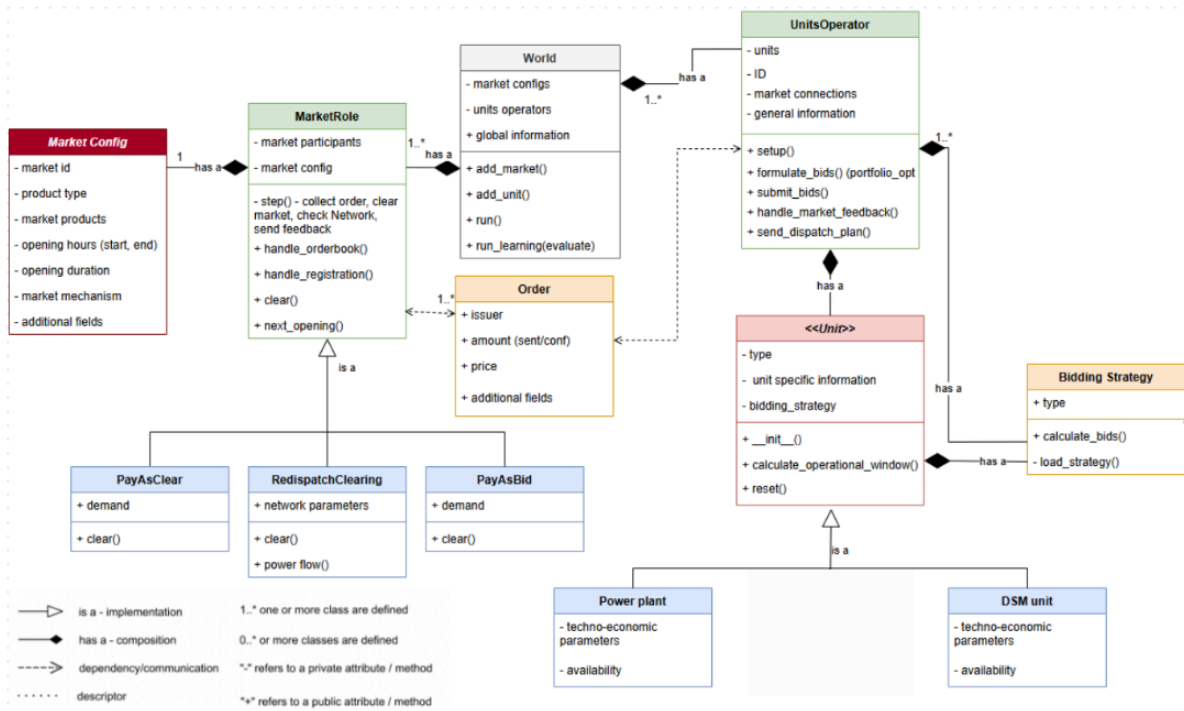 UnitsOperator
- units
- ID
- market connections
- general information
+ setup()
+ formulate_bids() (portfolio_opt
+ submit_bids()
+ handle_market_feedback()
+ send_dispatch_plan()
has a
1..*
World
- market configs
- units operators
+ global information
+ add_market()
+ add_unit()
+ run()
+ run_learning(evaluate)
1..*
has a
MarketRole
- market participants
- market config
- step() - collect order, clear
market, check Network,
send feedback
+ handle_orderbook()
+ handle_registration()
+ clear()
+ next_opening()
1
has a
Market Config
- market id
- product type
- market products
- opening hours (start, end)
- opening duration
- market mechanism
- additional fields
1..*
Order
+ issuer
+ amount (sent/conf)
+ price
+ additional fields
1..*
has a
has a
<<Unit>>
- type
- unit specific information
- bidding_strategy
+ __init__()
+ calculate_operational_window()
+ reset()
has a
Bidding Strategy
+ type
+ calculate_bids()
- load_strategy()
is a
PayAsClear
+ demand
+ clear()
RedispatchClearing
+ network parameters
+ clear()
+ power flow()
PayAsBid
+ demand
+ clear()
is a
Power plant
- techno-economic
parameters
- availability
DSM unit
- techno-economic
parameters
- availability
is a - implementation
1..* one or more class are defined
has a - composition
0..* or more classes are defined
dependency/communication
"-" refers to a private attribute / method
descriptor
"+" refers to a public attribute / method